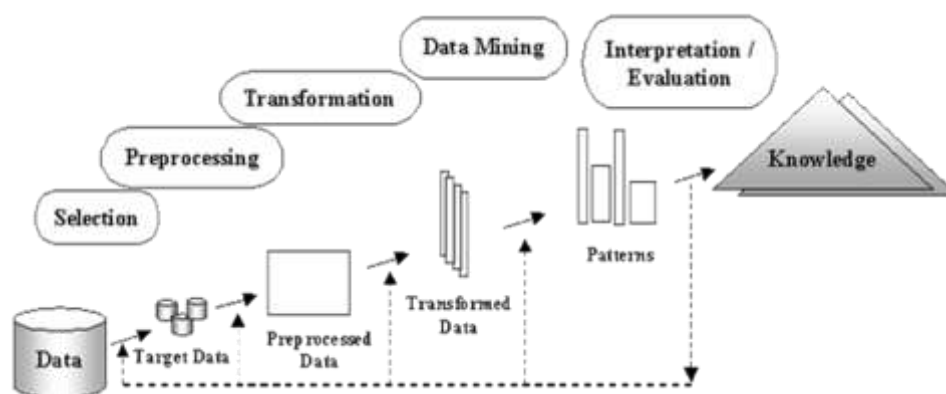 Data Mining
Interpretation /
Evaluation
Transformation
Preprocessing
Selection
Knowledge
Patterns
Transformed
Data
Preprocessed
Data
Target Data
Data